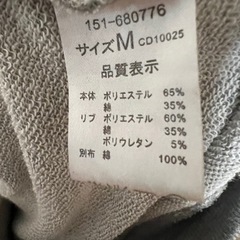 151-680776
サイズM CD10025
品質表示
本体 ポリエステル 65%
綿 35%
リブ ポリエステル 60%
綿 35%
ポリウレタン 5%
別布 綿 100%